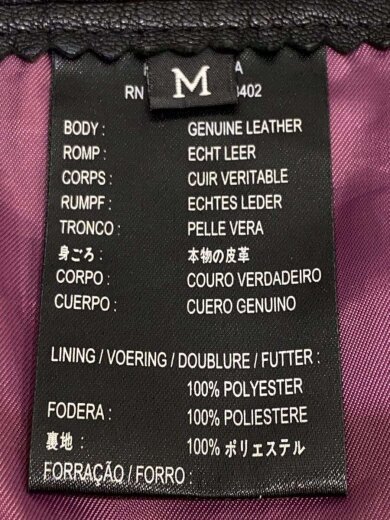 M
RN 3402
BODY : GENUINE LEATHER
ROMP : ECHT LEER
CORPS : CUIR VERITABLE
RUMPF : ECHTES LEDER
TRONCO : PELLE VERA
身ごろ : 本物の皮革
CORPO : COURO VERDADEIRO
CUERPO : CUERO GENUINO
LINING / VOERING / DOUBLURE / FUTTER :
100% POLYESTER
FODERA : 100% POLIESTERE
裏地 : 100% ポリエステル
FORRAÇÃO / FORRO :